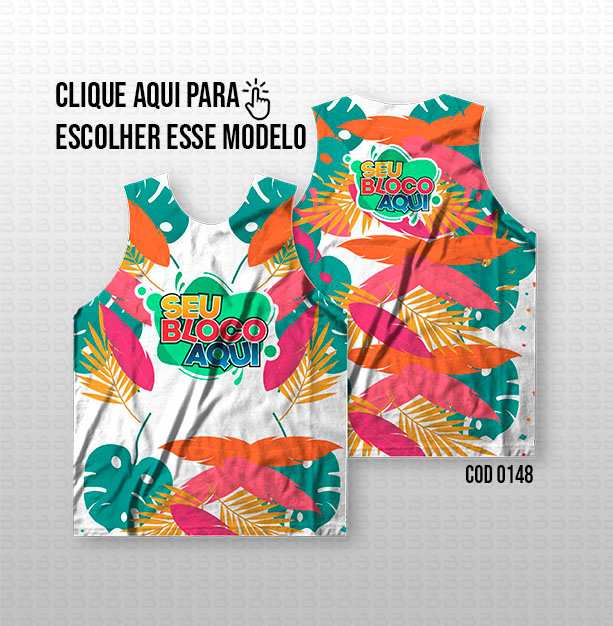 CLIQUE AQUI PARA
ESCOLHER ESSE MODELO
SEU
BLOCO
AQUI
SEU
BLOCO
AQUI
COD 0148